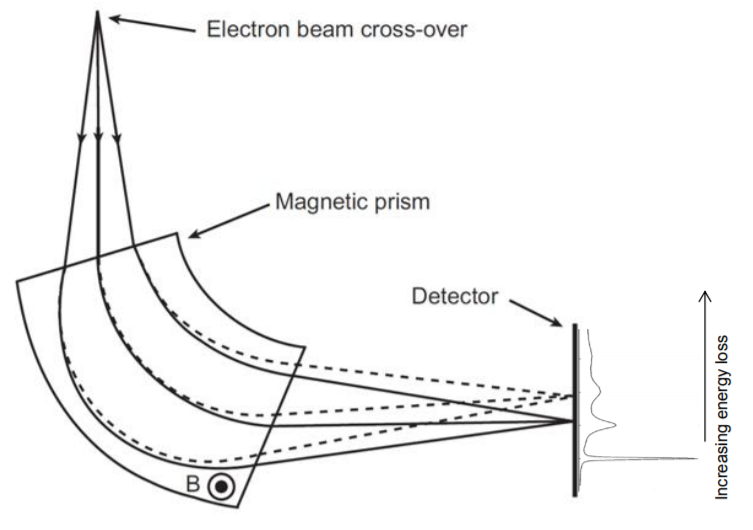 Electron beam cross-over
Magnetic prism
Detector
Increasing energy loss
B